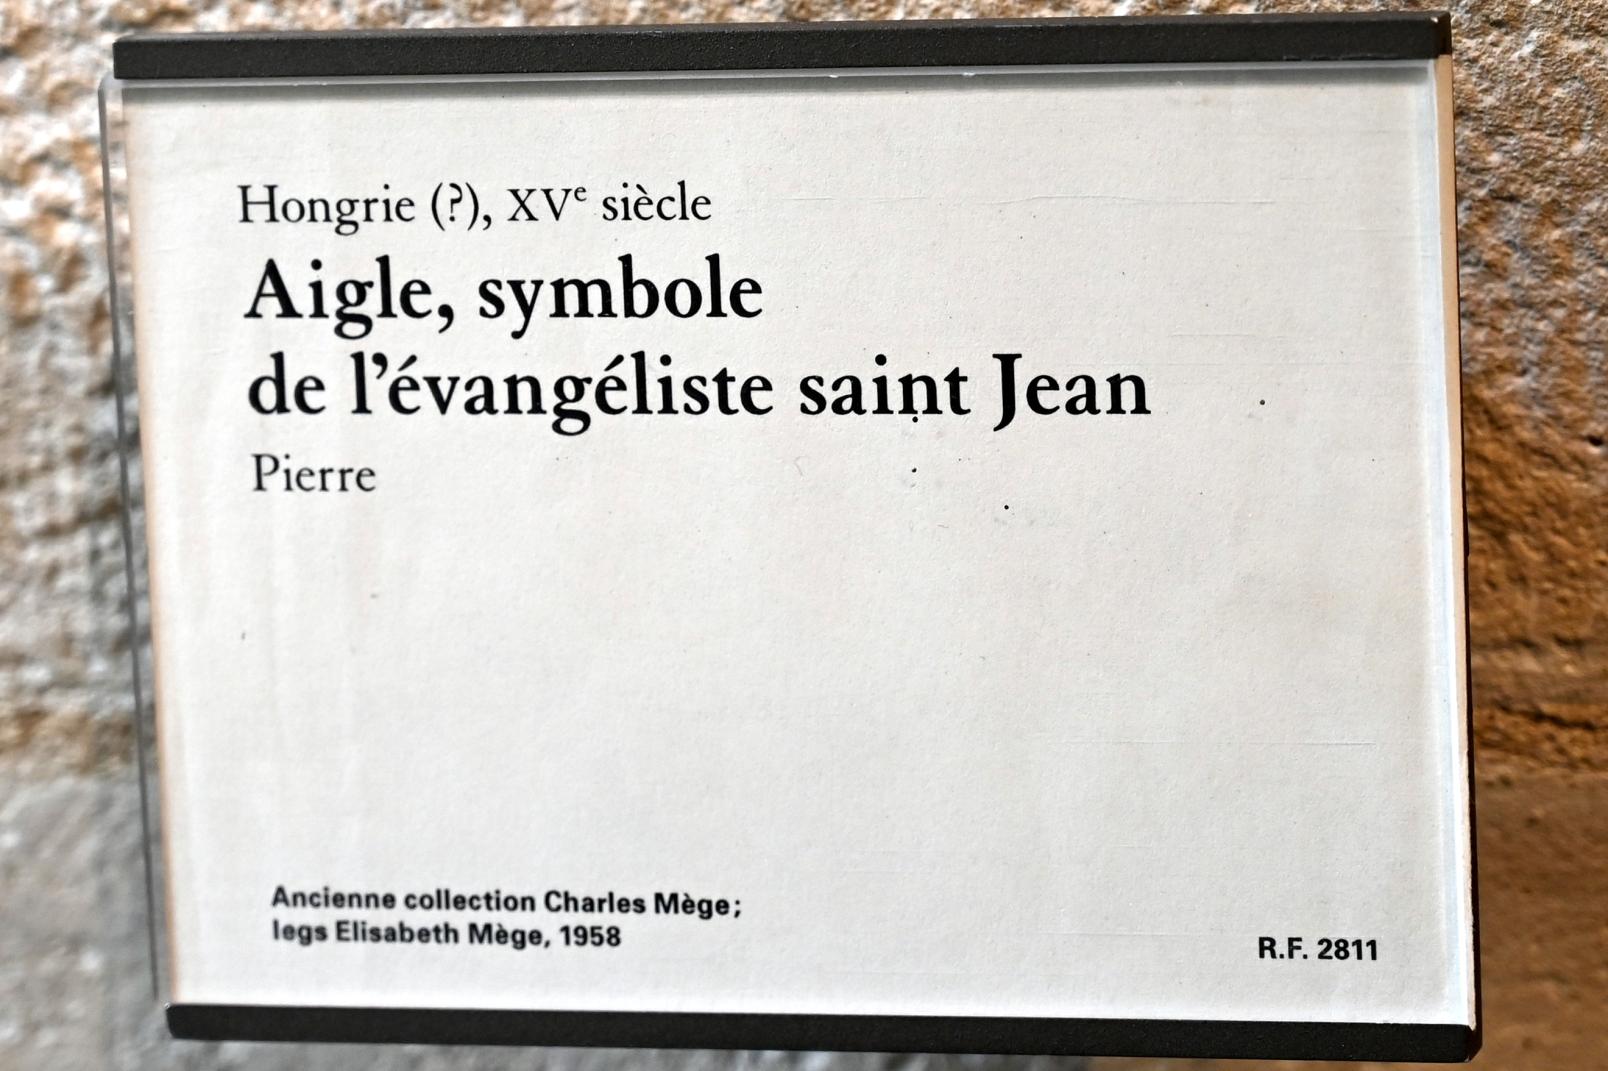 Hongrie (?), XVe siècle
Aigle, symbole
de l’évangéliste saint Jean
Pierre
Ancienne collection Charles Mège;
legs Elisabeth Mège, 1958
R.F. 2811